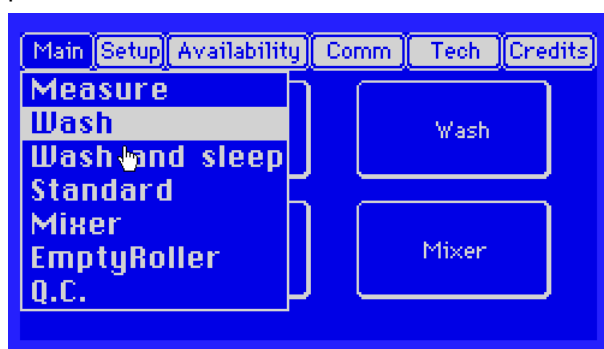 Main Setup Availability Comm Tech Credits
Measure
Wash
Wash and sleep
Standard
Mixer
EmptyRoller
Q.C.
Wash
Mixer